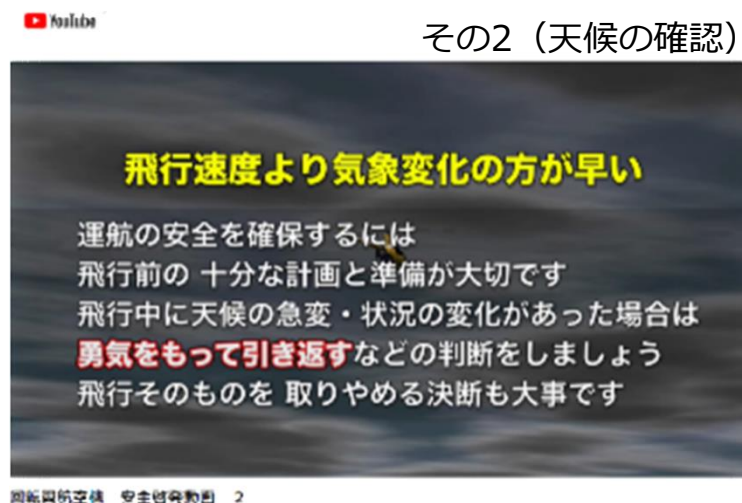 YouTube
その2（天候の確認）
飛行速度より気象変化の方が早い
運航の安全を確保するには
飛行前の 十分な計画と準備が大切です
飛行中に天候の急変・状況の変化があった場合は
勇気をもって引き返すなどの判断をしましょう
飛行そのものを 取りやめる決断も大事です
回転翼航空機 安全啓発動画 2